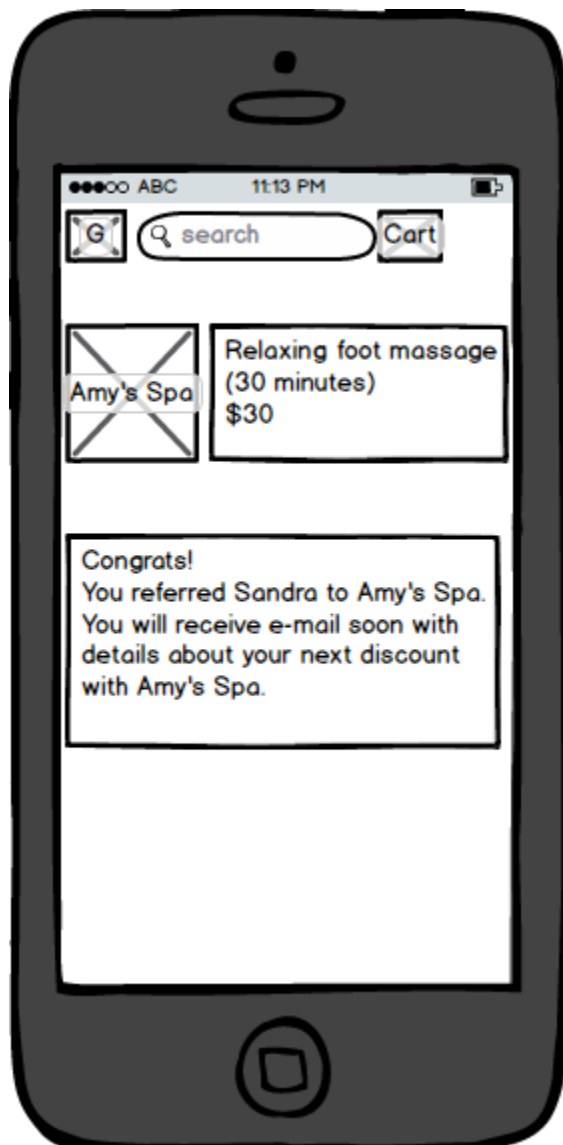 ABC 11:13 PM
G search Cart
Amy's Spa
Relaxing foot massage
(30 minutes)
$30
Congrats!
You referred Sandra to Amy's Spa.
You will receive e-mail soon with
details about your next discount
with Amy's Spa.